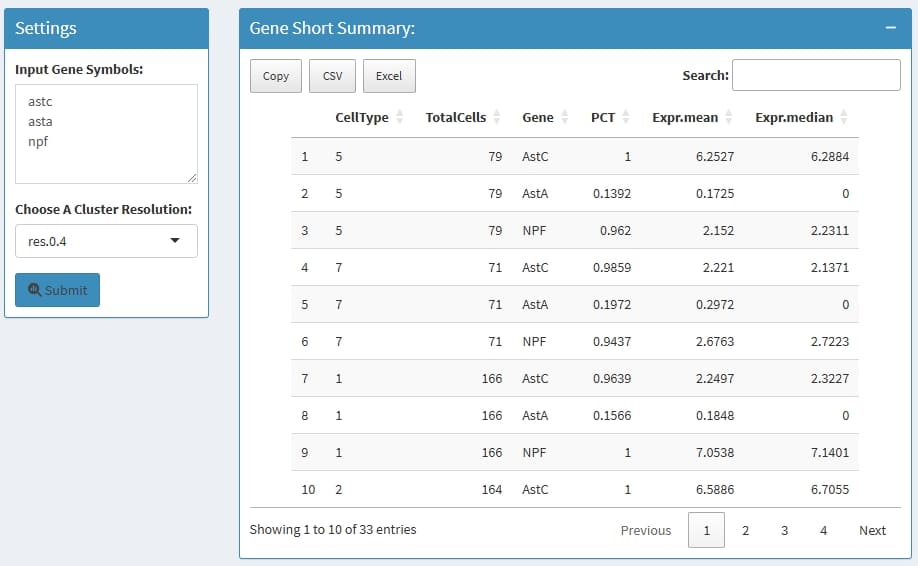 Settings
Input Gene Symbols:
astc
asta
npf
Choose A Cluster Resolution:
res.0.4
Submit
Gene Short Summary:
Copy CSV Excel Search:
CellType TotalCells Gene PCT Expr.mean Expr.median
1 5 79 AstC 1 6.2527 6.2884
2 5 79 AstA 0.1392 0.1725 0
3 5 79 NPF 0.962 2.152 2.2311
4 7 71 AstC 0.9859 2.221 2.1371
5 7 71 AstA 0.1972 0.2972 0
6 7 71 NPF 0.9437 2.6763 2.7223
7 1 166 AstC 0.9639 2.2497 2.3227
8 1 166 AstA 0.1566 0.1848 0
9 1 166 NPF 1 7.0538 7.1401
10 2 164 AstC 1 6.5886 6.7055
Showing 1 to 10 of 33 entries Previous 1 2 3 4 Next